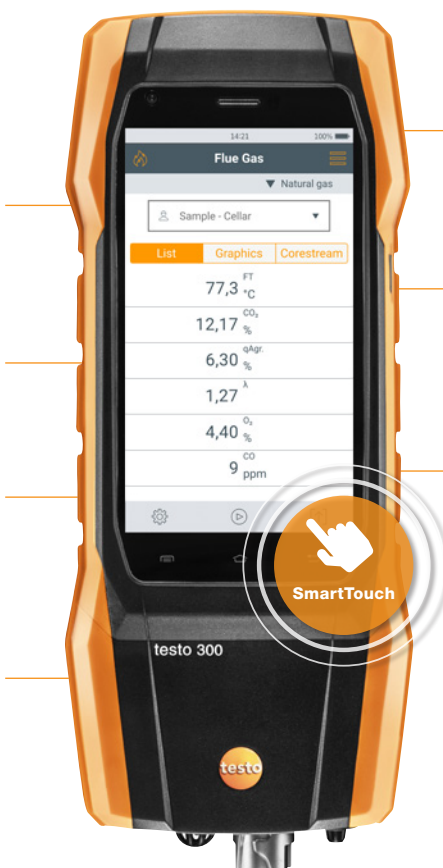 14:21 100%
Flue Gas
▼ Natural gas
Sample - Cellar ▼
List Graphics Corestream
77,3 FT °C
12,17 CO₂ %
6,30 qAgr. %
1,27 λ
4,40 O₂ %
9 CO ppm
SmartTouch
testo 300
testo